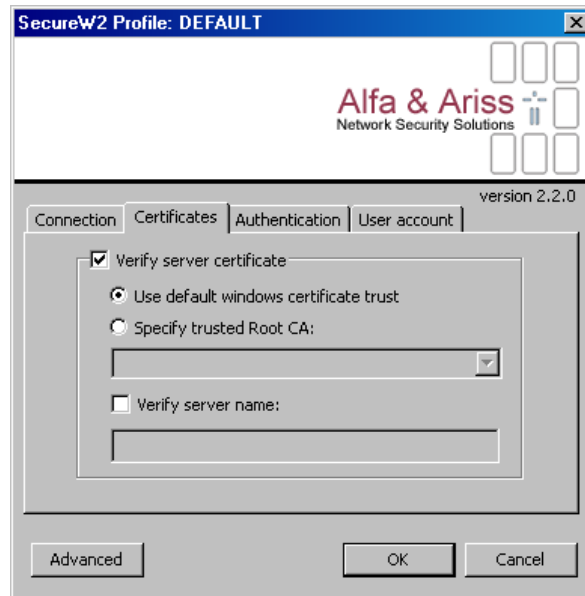 SecureW2 Profile: DEFAULT
Alfa & Ariss
Network Security Solutions
version 2.2.0
Connection Certificates Authentication User account
Verify server certificate
Use default windows certificate trust
Specify trusted Root CA:
Verify server name:
Advanced OK Cancel